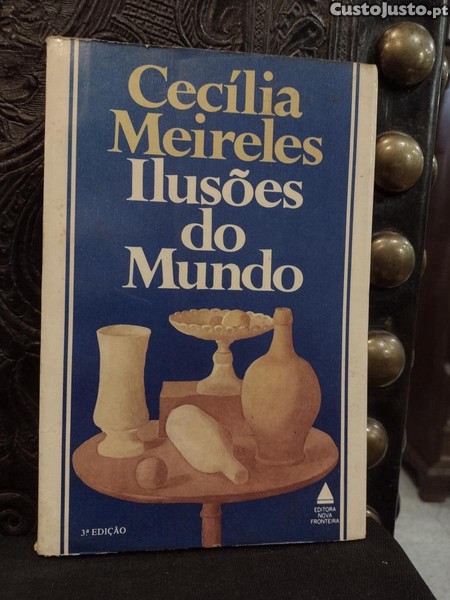 CustoJusto.pt
Cecília
Meireles
Ilusões
do
Mundo
3ª EDIÇÃO
EDITORA
NOVA
FRONTEIRA